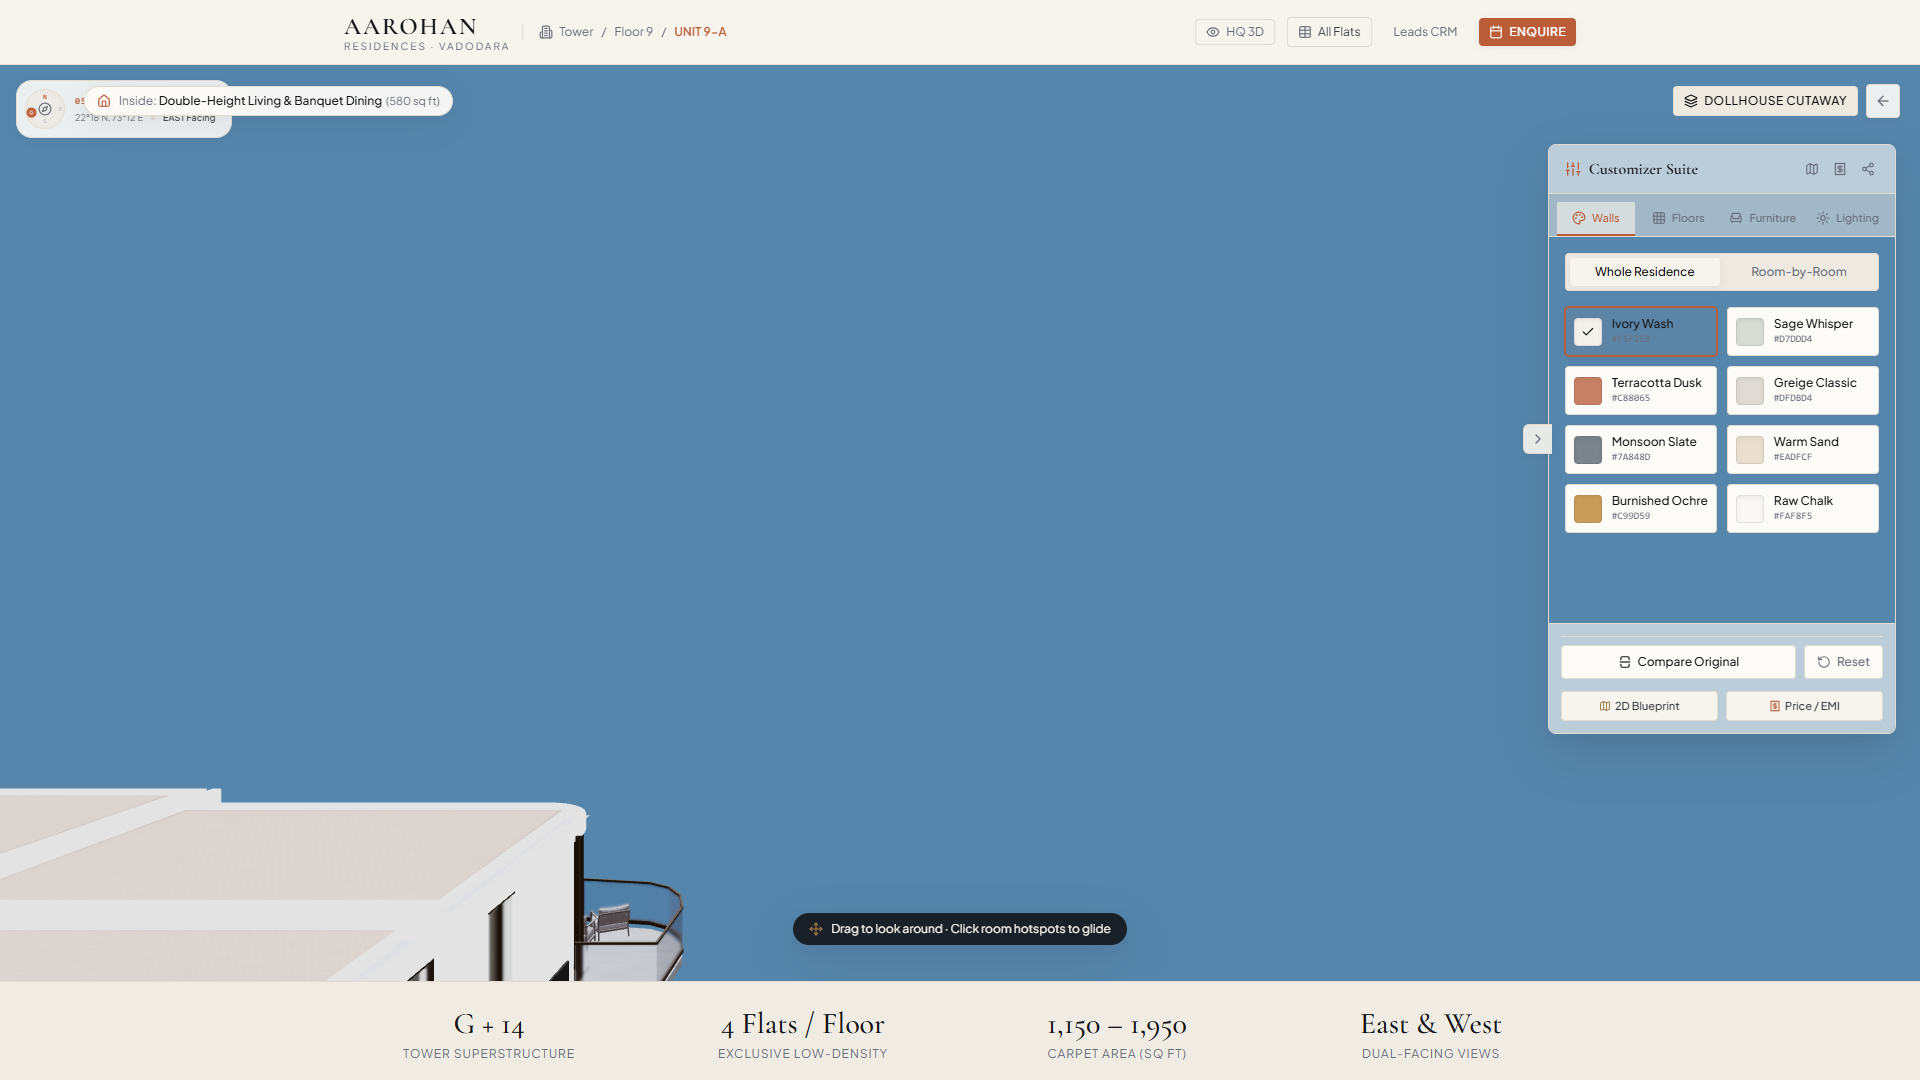 AAROHAN
RESIDENCES · VADODARA
Tower / Floor 9 / UNIT 9-A
HQ 3D
All Flats
Leads CRM
ENQUIRE
Inside: Double-Height Living & Banquet Dining (580 sq ft)
N
S
22°18'N, 73°12'E
EAST Facing
DOLLHOUSE CUTAWAY
Customizer Suite
Walls
Floors
Furniture
Lighting
Whole Residence
Room-by-Room
Ivory Wash
Sage Whisper
#D7DDD4
Terracotta Dusk
#C88065
Greige Classic
#DFDBD4
Monsoon Slate
#7A848D
Warm Sand
#EADFCF
Burnished Ochre
#C99D59
Raw Chalk
#FAF8F5
Compare Original
Reset
2D Blueprint
Price / EMI
Drag to look around · Click room hotspots to glide
G + 14
TOWER SUPERSTRUCTURE
4 Flats / Floor
EXCLUSIVE LOW-DENSITY
1,150 – 1,950
CARPET AREA (SQ FT)
East & West
DUAL-FACING VIEWS